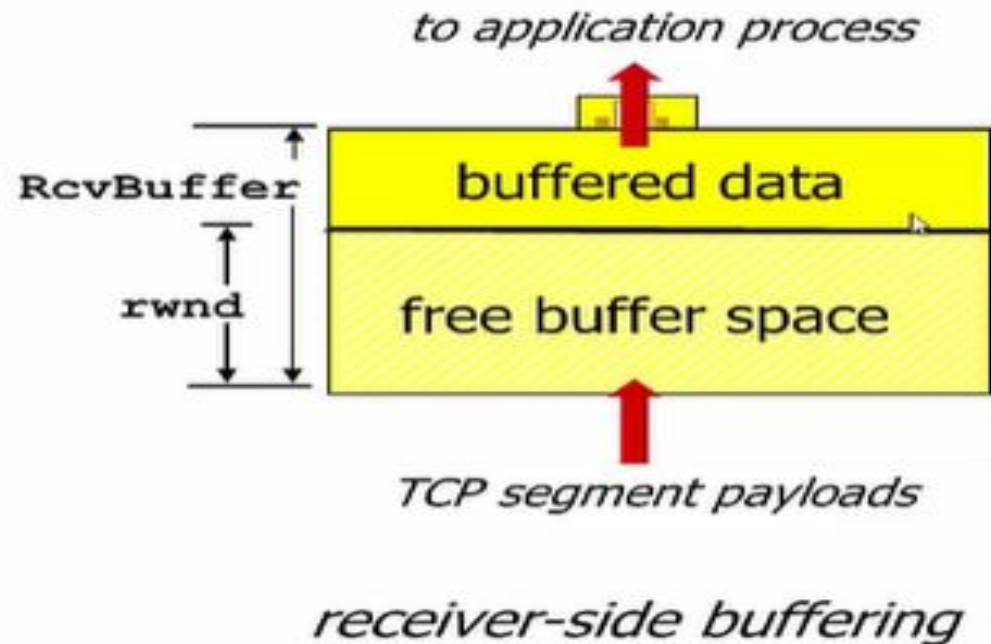 to application process
RcvBuffer
buffered data
rwnd
free buffer space
TCP segment payloads
receiver-side buffering